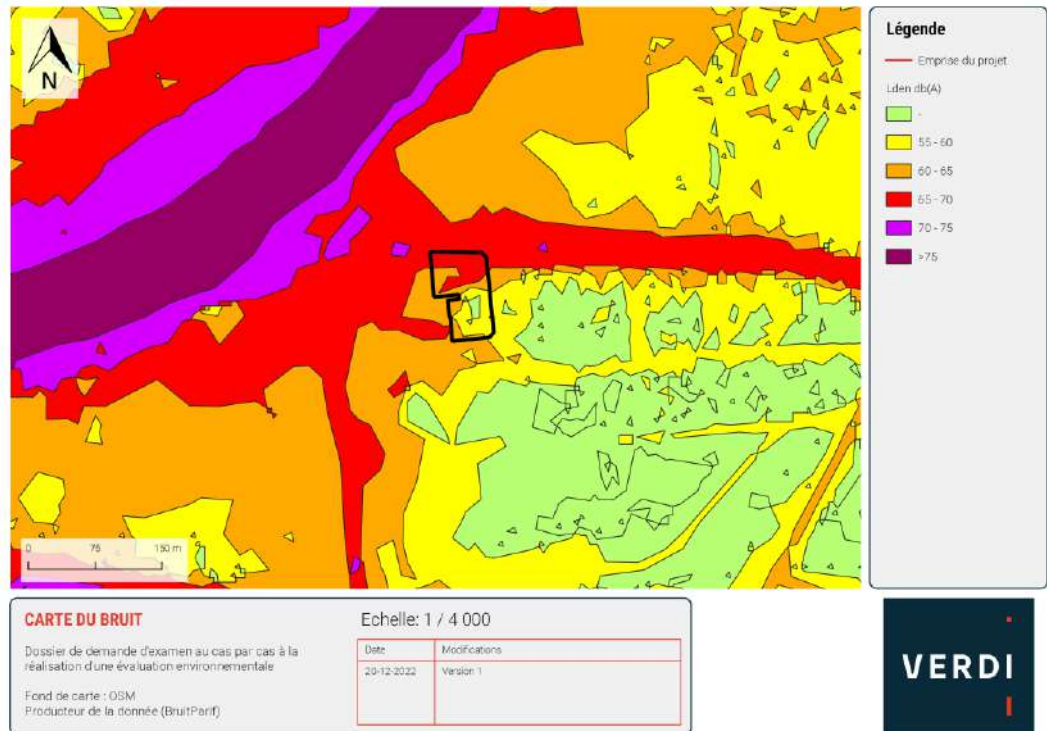 N
0 75 150 m
Légende
Emprise du projet
Lden db(A)
-
55 - 60
60 - 65
65 - 70
70 - 75
>75
CARTE DU BRUIT
Dossier de demande d'examen au cas par cas à la
réalisation d'une évaluation environnementale
Fond de carte : OSM
Producteur de la donnée (BruitParif)
Echelle: 1 / 4 000
Date Modifications
20-12-2022 Version 1
VERDI